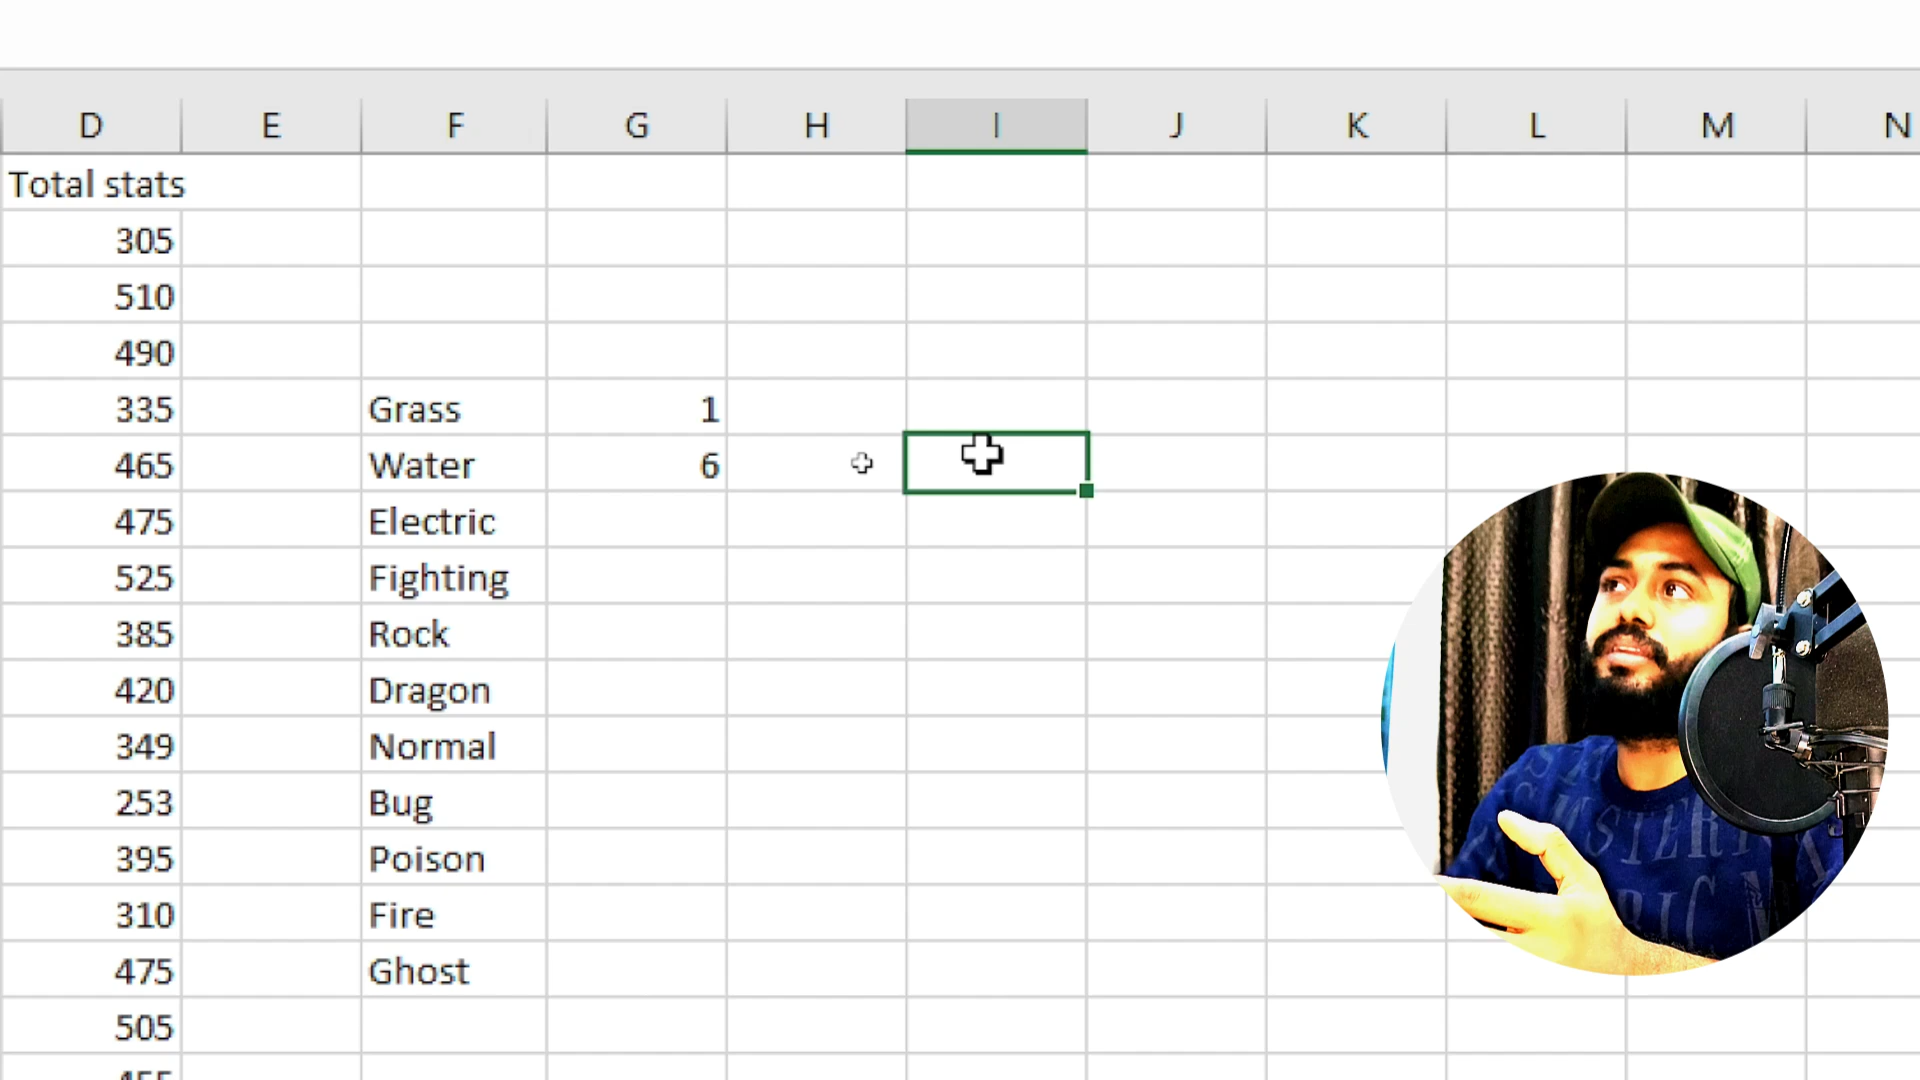 D E F G H I J K L M N
Total stats
305
510
490
335 Grass 1
465 Water 6
475 Electric
525 Fighting
385 Rock
420 Dragon
349 Normal
253 Bug
395 Poison
310 Fire
475 Ghost
505